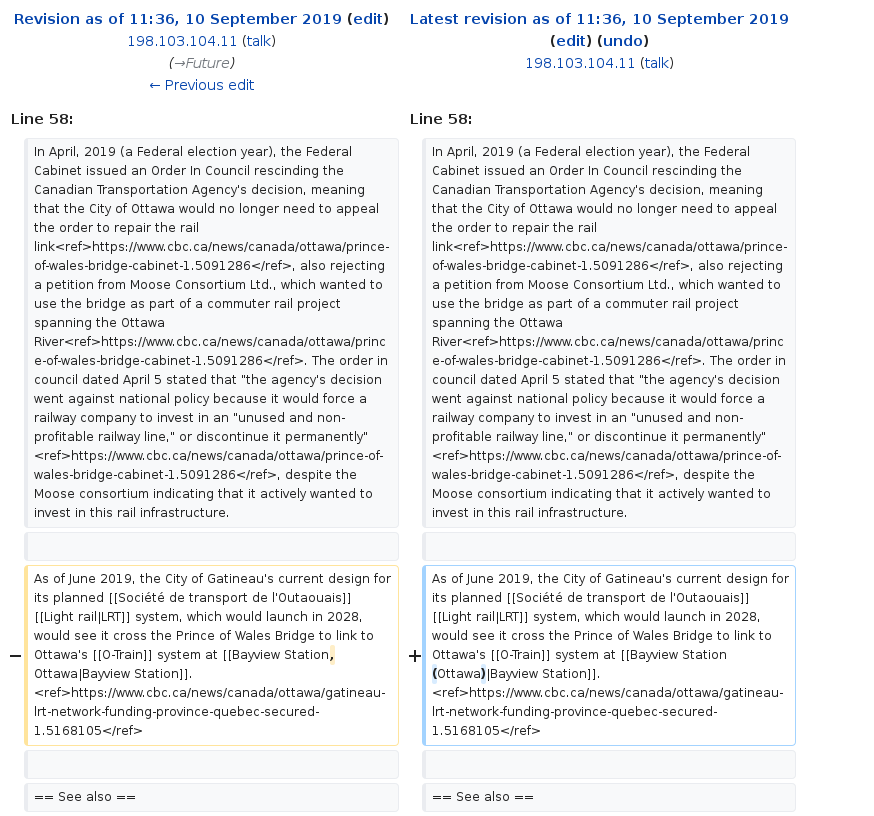 Revision as of 11:36, 10 September 2019 (edit)
198.103.104.11 (talk)
(→Future)
← Previous edit
Latest revision as of 11:36, 10 September 2019
(edit) (undo)
198.103.104.11 (talk)
Line 58:
In April, 2019 (a Federal election year), the Federal
Cabinet issued an Order In Council rescinding the
Canadian Transportation Agency's decision, meaning
that the City of Ottawa would no longer need to appeal
the order to repair the rail
link<ref>https://www.cbc.ca/news/canada/ottawa/prince-
of-wales-bridge-cabinet-1.5091286</ref>, also rejecting
a petition from Moose Consortium Ltd., which wanted to
use the bridge as part of a commuter rail project
spanning the Ottawa
River<ref>https://www.cbc.ca/news/canada/ottawa/princ
e-of-wales-bridge-cabinet-1.5091286</ref>. The order in
council dated April 5 stated that "the agency's decision
went against national policy because it would force a
railway company to invest in an "unused and non-
profitable railway line," or discontinue it permanently"
<ref>https://www.cbc.ca/news/canada/ottawa/prince-of-
wales-bridge-cabinet-1.5091286</ref>, despite the
Moose consortium indicating that it actively wanted to
invest in this rail infrastructure.
Line 58:
In April, 2019 (a Federal election year), the Federal
Cabinet issued an Order In Council rescinding the
Canadian Transportation Agency's decision, meaning
that the City of Ottawa would no longer need to appeal
the order to repair the rail
link<ref>https://www.cbc.ca/news/canada/ottawa/prince-
of-wales-bridge-cabinet-1.5091286</ref>, also rejecting
a petition from Moose Consortium Ltd., which wanted to
use the bridge as part of a commuter rail project
spanning the Ottawa
River<ref>https://www.cbc.ca/news/canada/ottawa/princ
e-of-wales-bridge-cabinet-1.5091286</ref>. The order in
council dated April 5 stated that "the agency's decision
went against national policy because it would force a
railway company to invest in an "unused and non-
profitable railway line," or discontinue it permanently"
<ref>https://www.cbc.ca/news/canada/ottawa/prince-of-
wales-bridge-cabinet-1.5091286</ref>, despite the
Moose consortium indicating that it actively wanted to
invest in this rail infrastructure.
−
As of June 2019, the City of Gatineau's current design for
its planned [[Société de transport de l'Outaouais]]
[[Light rail|LRT]] system, which would launch in 2028,
would see it cross the Prince of Wales Bridge to link to
Ottawa's [[O-Train]] system at [[Bayview Station,
Ottawa|Bayview Station]].
<ref>https://www.cbc.ca/news/canada/ottawa/gatineau-
lrt-network-funding-province-quebec-secured-
1.5168105</ref>
+
As of June 2019, the City of Gatineau's current design for
its planned [[Société de transport de l'Outaouais]]
[[Light rail|LRT]] system, which would launch in 2028,
would see it cross the Prince of Wales Bridge to link to
Ottawa's [[O-Train]] system at [[Bayview Station
(Ottawa)|Bayview Station]].
<ref>https://www.cbc.ca/news/canada/ottawa/gatineau-
lrt-network-funding-province-quebec-secured-
1.5168105</ref>
== See also ==
== See also ==